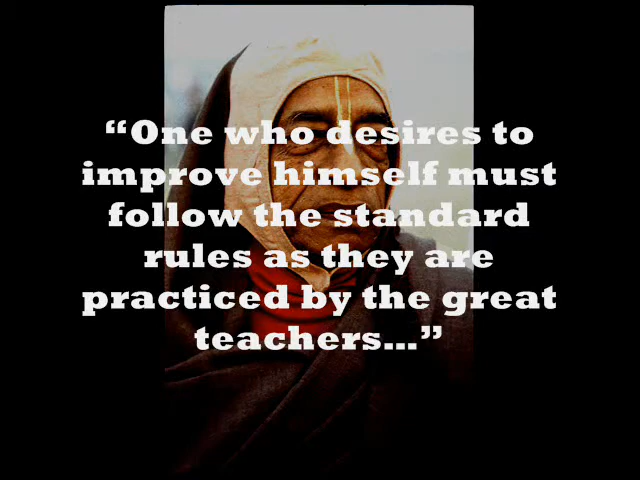 “One who desires to
improve himself must
follow the standard
rules as they are
practiced by the great
teachers...”